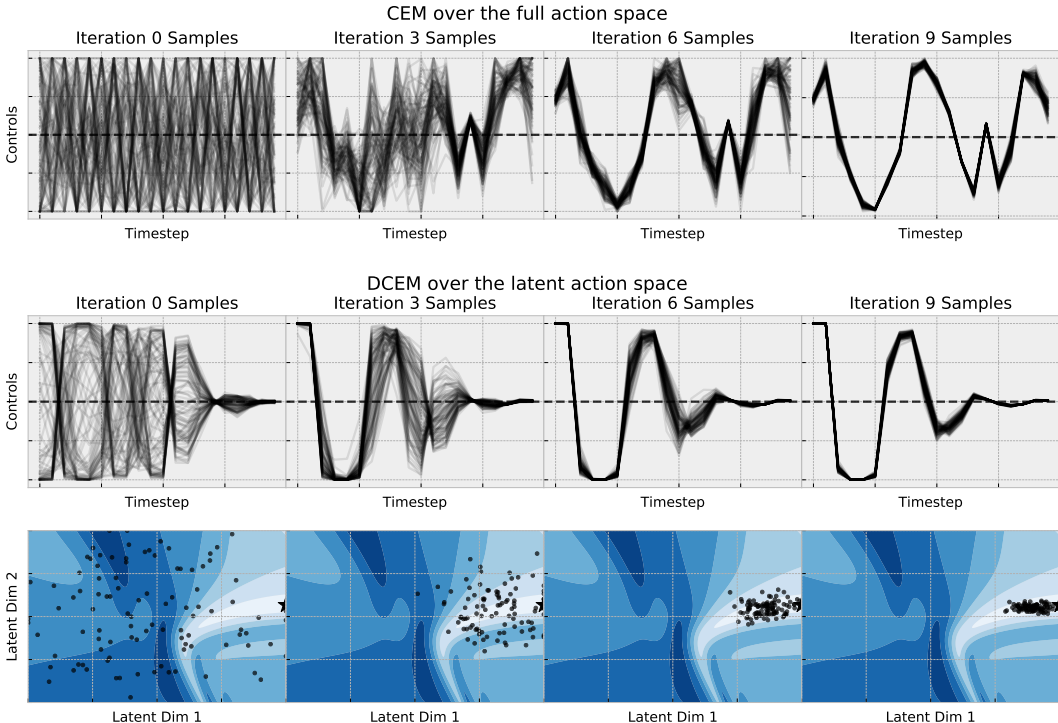 CEM over the full action space
Iteration 0 Samples
Iteration 3 Samples
Iteration 6 Samples
Iteration 9 Samples
Controls
Timestep
Timestep
Timestep
Timestep
DCEM over the latent action space
Iteration 0 Samples
Iteration 3 Samples
Iteration 6 Samples
Iteration 9 Samples
Controls
Timestep
Timestep
Timestep
Timestep
Latent Dim 2
Latent Dim 1
Latent Dim 1
Latent Dim 1
Latent Dim 1